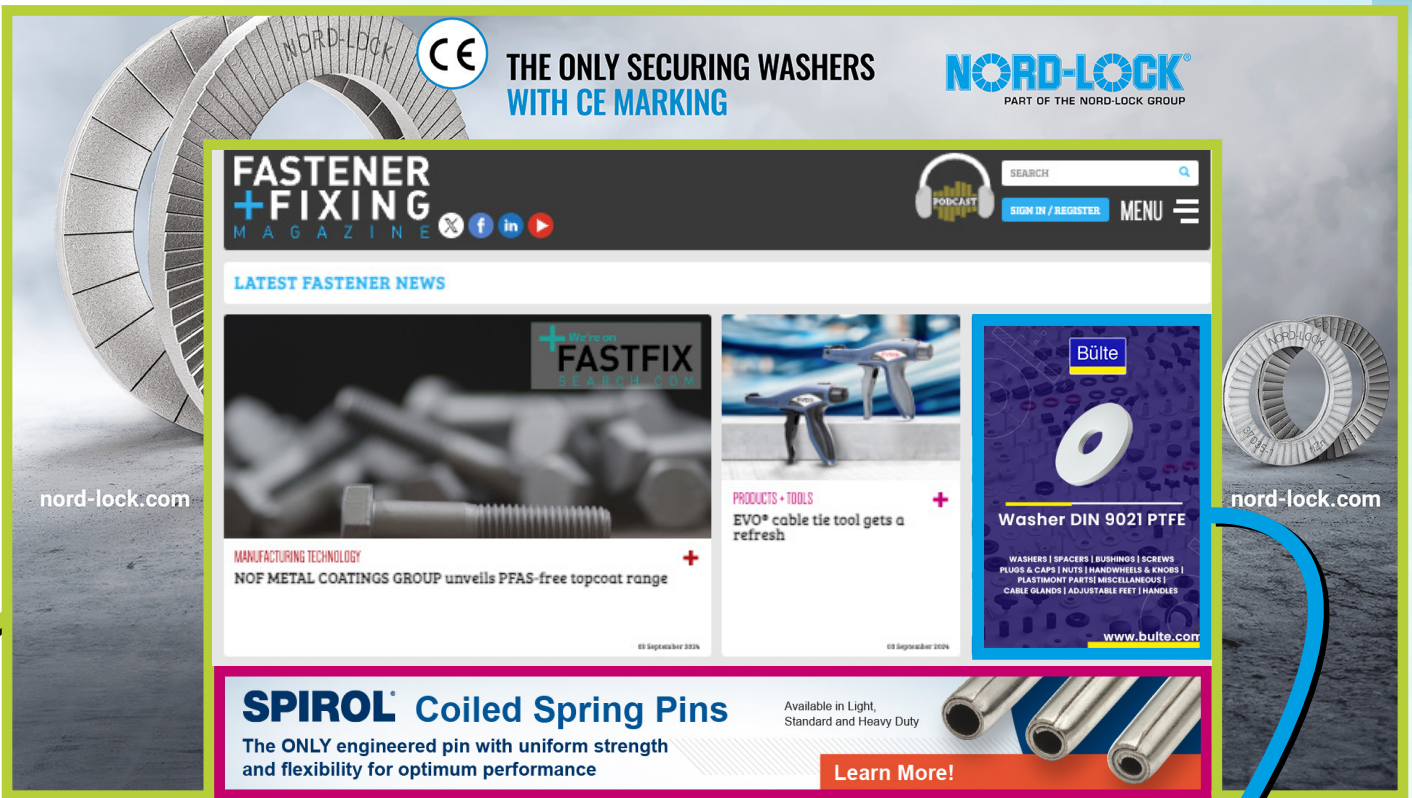 NORD-LOCK
CE
THE ONLY SECURING WASHERS
WITH CE MARKING
NORD-LOCK®
PART OF THE NORD-LOCK GROUP
FASTENER
+FIXING
MAGAZINE
X f in
PODCAST
SEARCH
SIGN IN / REGISTER
MENU
LATEST FASTENER NEWS
+ We're on
FASTFIX
SEARCH.COM
MANUFACTURING TECHNOLOGY
+
NOF METAL COATINGS GROUP unveils PFAS-free topcoat range
03 September 2024
PRODUCTS + TOOLS
+
EVO® cable tie tool gets a
refresh
03 September 2024
Bülte
Washer DIN 9021 PTFE
WASHERS | SPACERS | BUSHINGS | SCREWS
PLUGS & CAPS | NUTS | HANDWHEELS & KNOBS |
PLASTIMONT PARTS| MISCELLANEOUS |
CABLE GLANDS | ADJUSTABLE FEET | HANDLES
www.bulte.com
nord-lock.com
NORD-LOCK
nord-lock.com
SPIROL® Coiled Spring Pins
The ONLY engineered pin with uniform strength
and flexibility for optimum performance
Available in Light,
Standard and Heavy Duty
Learn More!